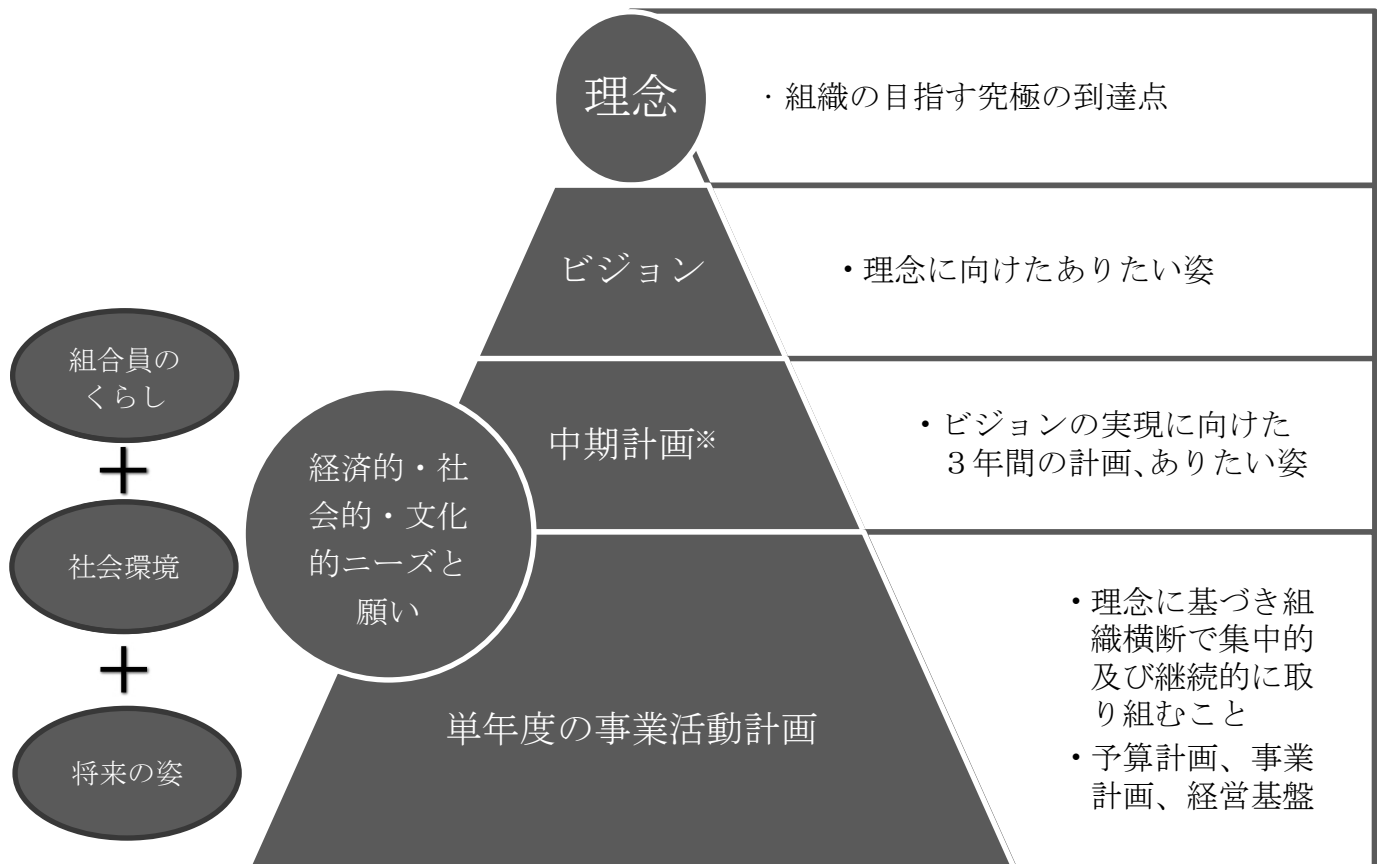 理念
・組織の目指す究極の到達点
ビジョン
・理念に向けたありたい姿
中期計画※
・ビジョンの実現に向けた
３年間の計画、ありたい姿
単年度の事業活動計画
・理念に基づき組
織横断で集中的
及び継続的に取
り組むこと
・予算計画、事業
計画、経営基盤
組合員の
くらし
＋
社会環境
＋
将来の姿
経済的・社
会的・文化
的ニーズと
願い